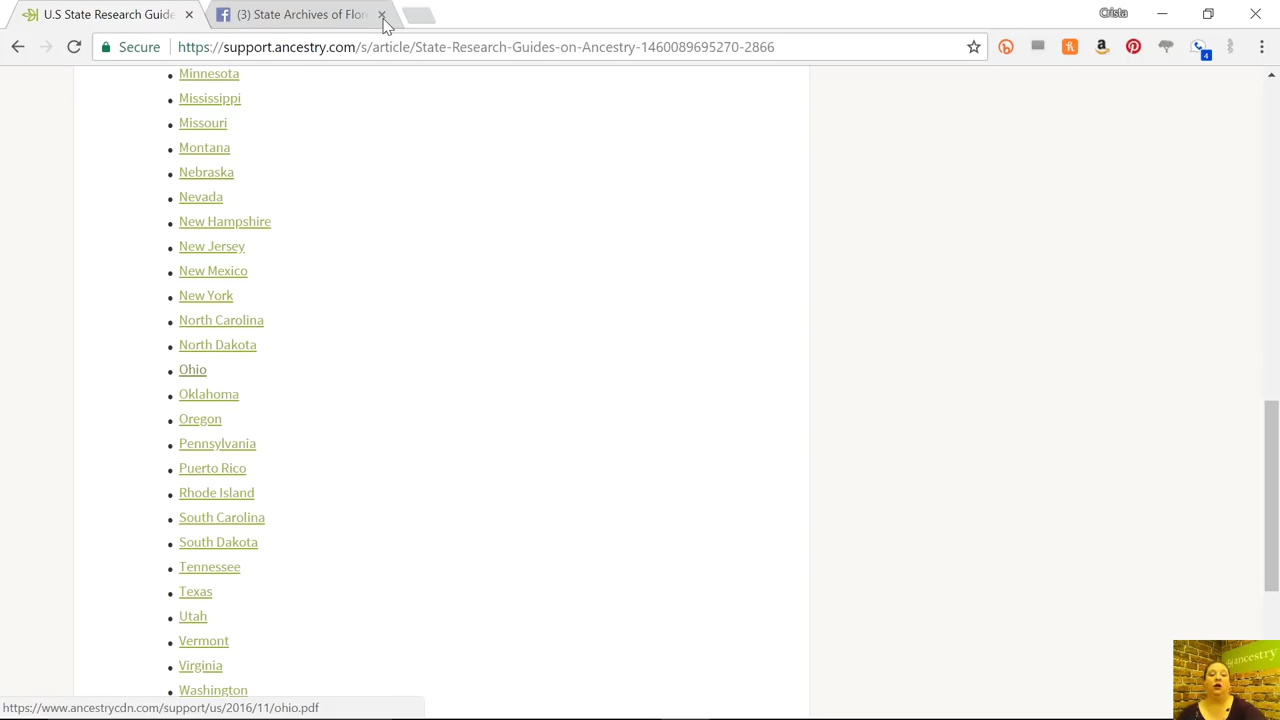 U.S State Research Guide
(3) State Archives of Flor
Crista
Secure
https://support.ancestry.com/s/article/State-Research-Guides-on-Ancestry-1460089695270-2866
4
Minnesota
Mississippi
Missouri
Montana
Nebraska
Nevada
New Hampshire
New Jersey
New Mexico
New York
North Carolina
North Dakota
Ohio
Oklahoma
Oregon
Pennsylvania
Puerto Rico
Rhode Island
South Carolina
South Dakota
Tennessee
Texas
Utah
Vermont
Virginia
Washington
ancestry
https://www.ancestrycdn.com/support/us/2016/11/ohio.pdf